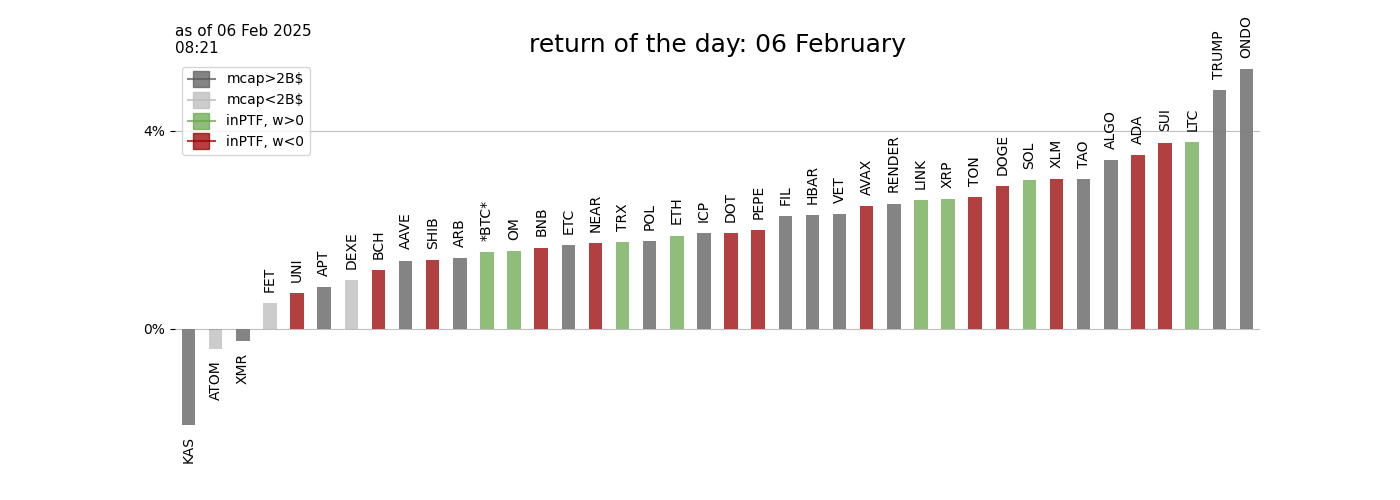 as of 06 Feb 2025
08:21
return of the day: 06 February
mcap>2B$
mcap<2B$
inPTF, w>0
inPTF, w<0
4%
0%
KAS
ATOM
XMR
FET
UNI
APT
DEXE
BCH
AAVE
SHIB
ARB
*BTC*
OM
BNB
ETC
NEAR
TRX
POL
ETH
ICP
DOT
PEPE
FIL
HBAR
VET
AVAX
RENDER
LINK
XRP
TON
DOGE
SOL
XLM
TAO
ALGO
ADA
SUI
LTC
TRUMP
ONDO